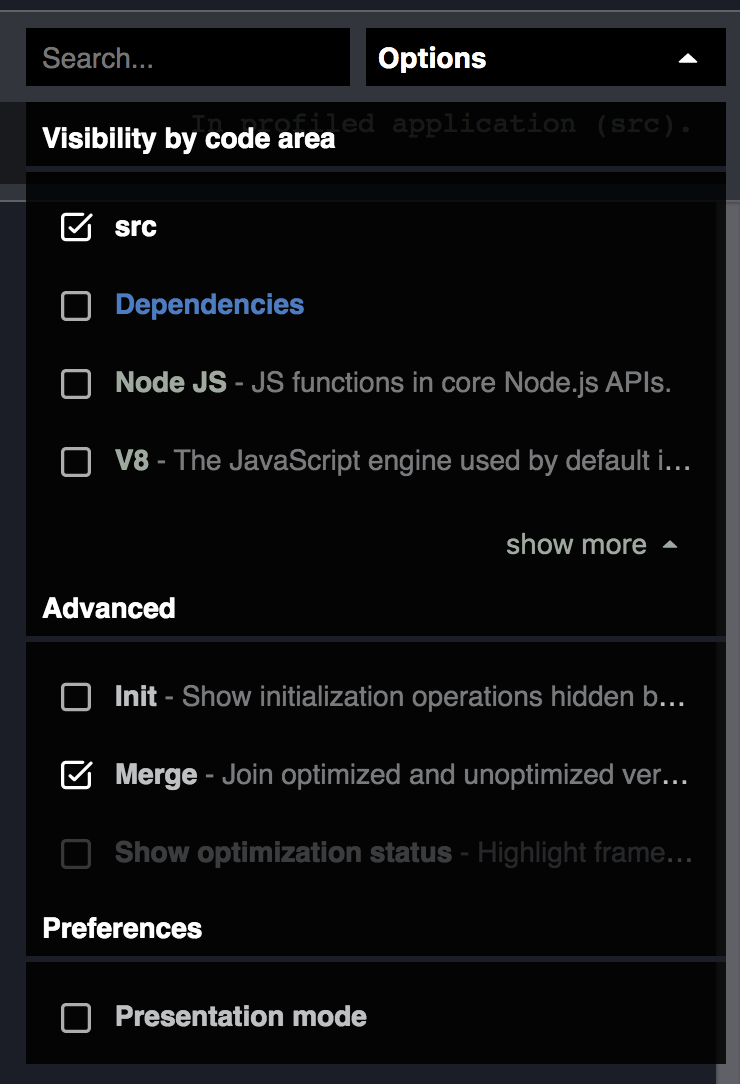 Search...
Options
In profiled application (src).
Visibility by code area
src
Dependencies
Node JS - JS functions in core Node.js APIs.
V8 - The JavaScript engine used by default i...
show more
Advanced
Init - Show initialization operations hidden b...
Merge - Join optimized and unoptimized ver...
Show optimization status - Highlight frame...
Preferences
Presentation mode